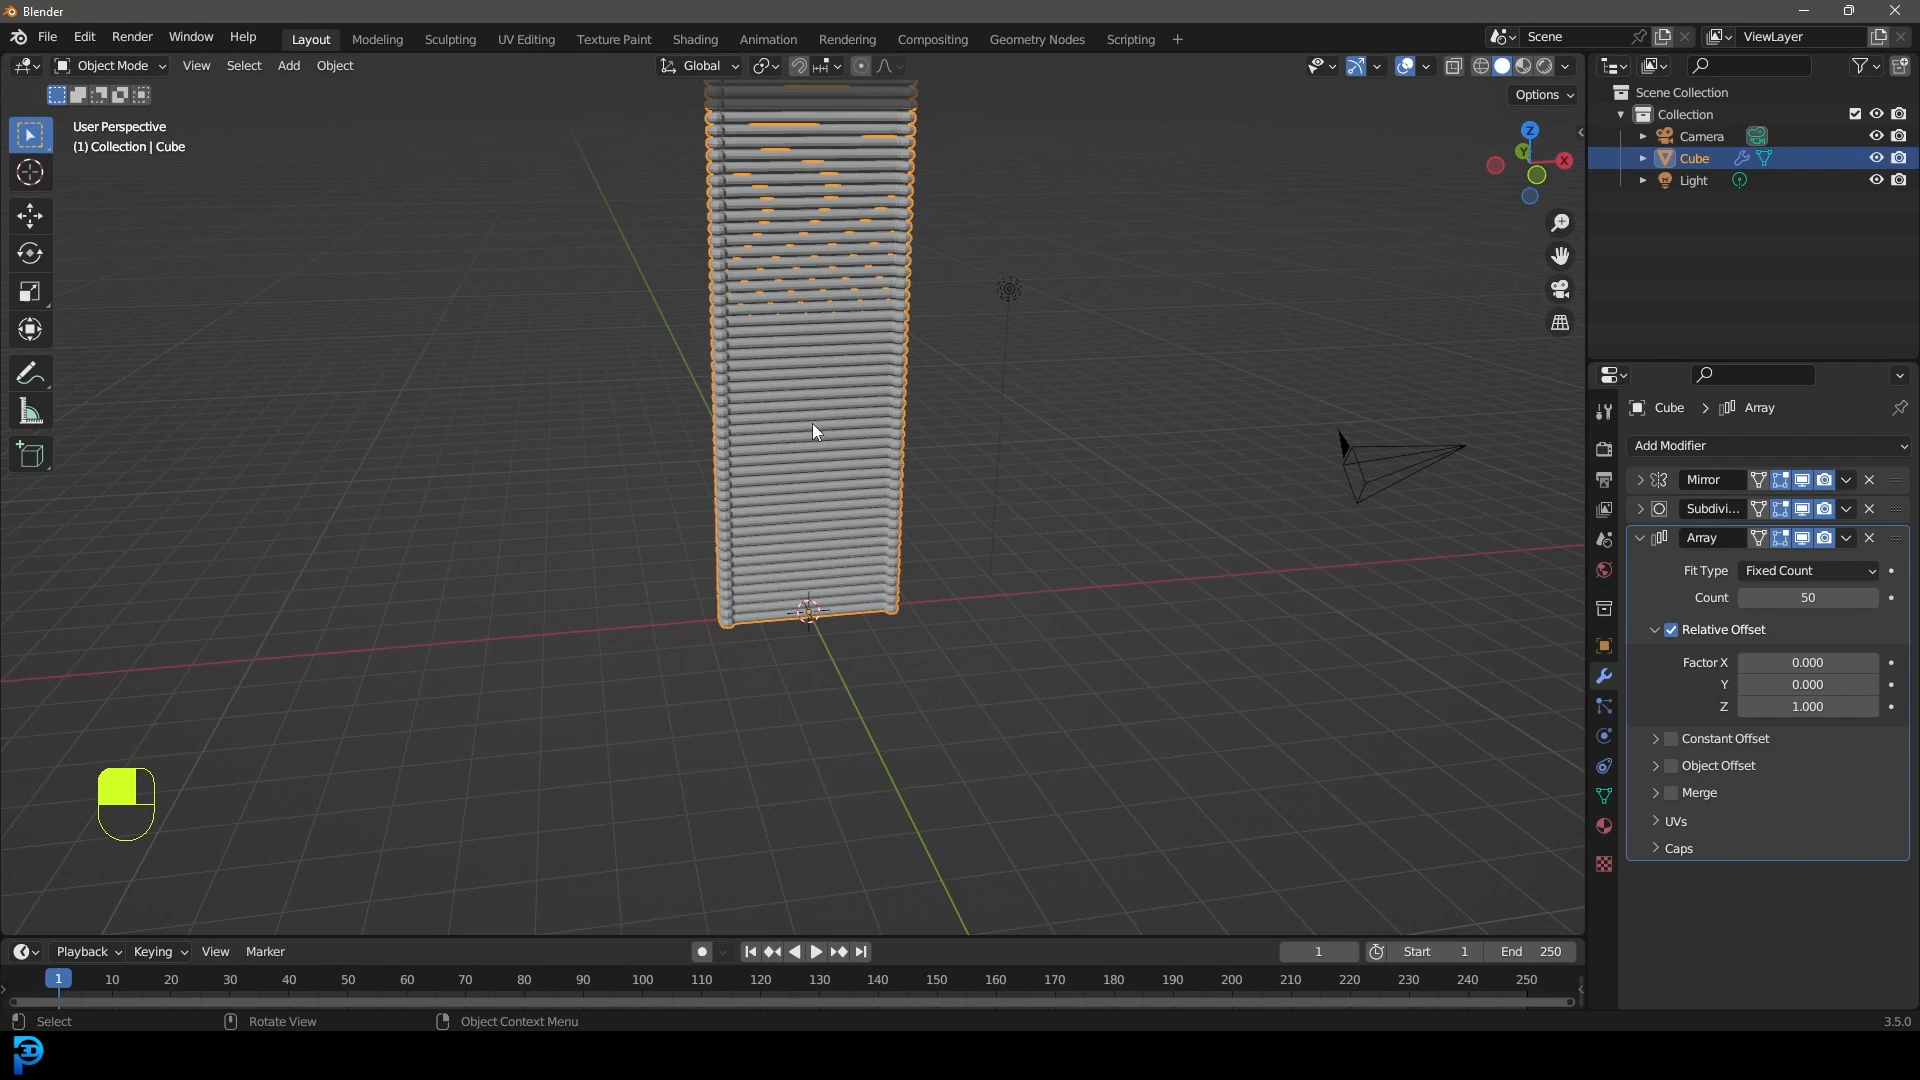 Blender
File Edit Render Window Help Layout Modeling Sculpting UV Editing Texture Paint Shading Animation Rendering Compositing Geometry Nodes Scripting + Scene ViewLayer
Object Mode View Select Add Object Global
Options
User Perspective
(1) Collection | Cube
Z
Y
X
Scene Collection
Collection
Camera
Cube
Light
Cube > Array
Add Modifier
Mirror
Subdivi...
Array
Fit Type Fixed Count
Count 50
Relative Offset
Factor X 0.000
Y 0.000
Z 1.000
Constant Offset
Object Offset
Merge
UVs
Caps
Playback Keying View Marker 1 Start 1 End 250
1 10 20 30 40 50 60 70 80 90 100 110 120 130 140 150 160 170 180 190 200 210 220 230 240 250
Select Rotate View Object Context Menu 3.5.0